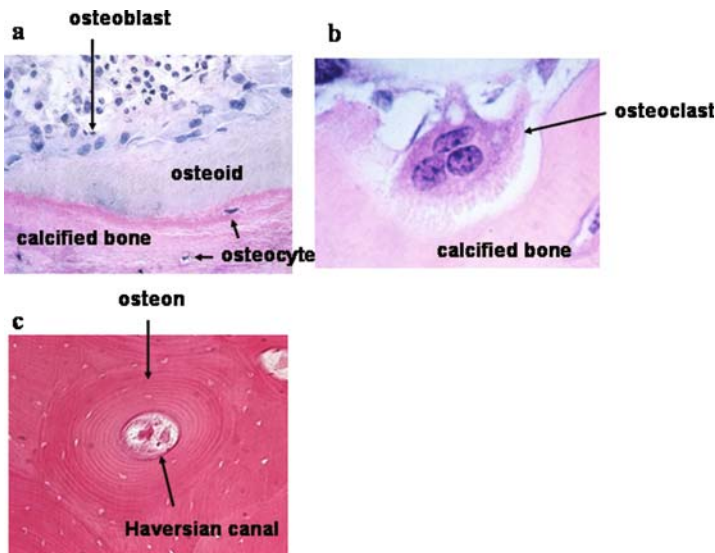 a
osteoblast
osteoid
calcified bone
osteocyte
b
osteoclast
calcified bone
c
osteon
Haversian canal